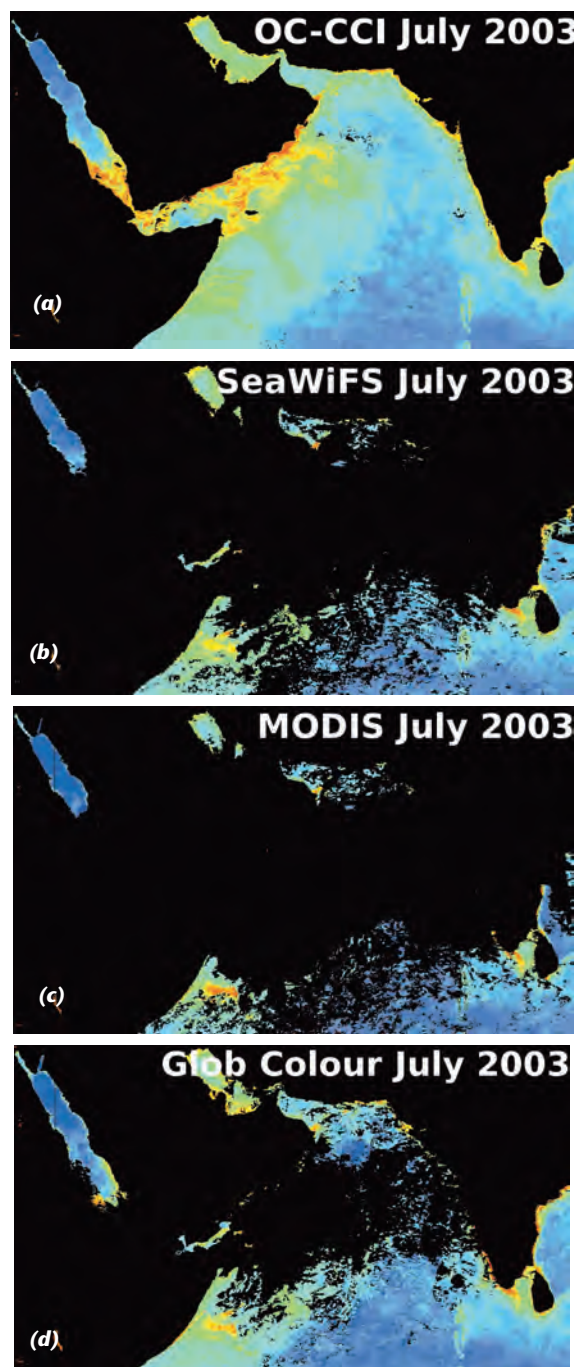 OC-CCI July 2003
(a)
SeaWiFS July 2003
(b)
MODIS July 2003
(c)
Glob Colour July 2003
(d)